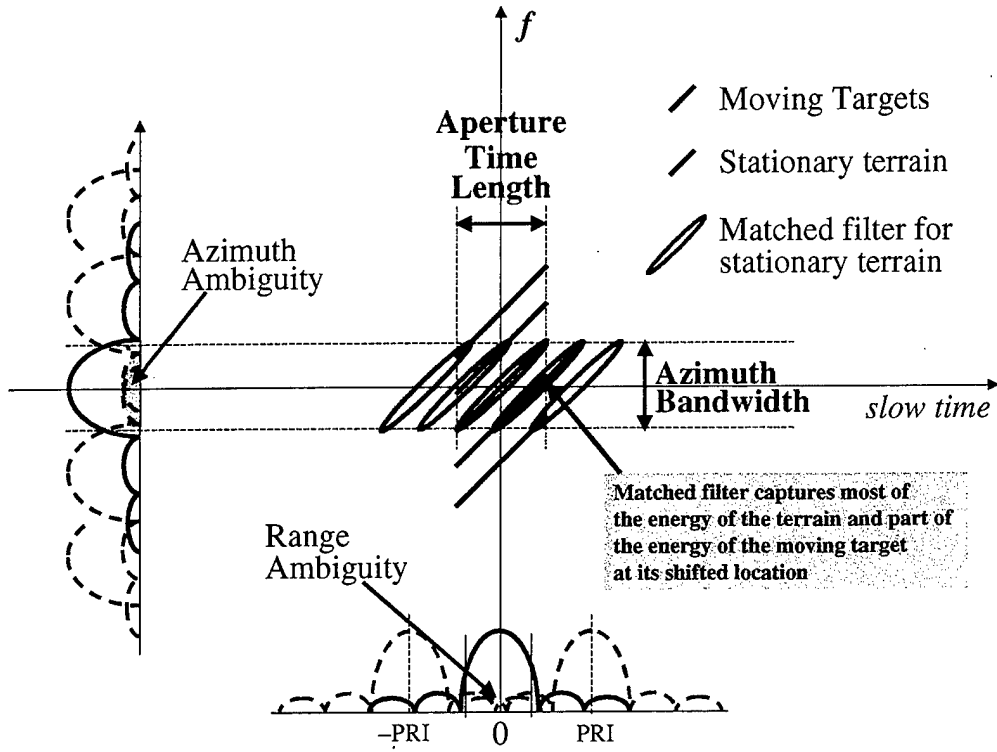 f
Moving Targets
Aperture
Time
Length
Stationary terrain
Matched filter for
stationary terrain
Azimuth
Ambiguity
Azimuth
Bandwidth
slow time
Matched filter captures most of
the energy of the terrain and part of
the energy of the moving target
at its shifted location
Range
Ambiguity
–PRI
0
PRI